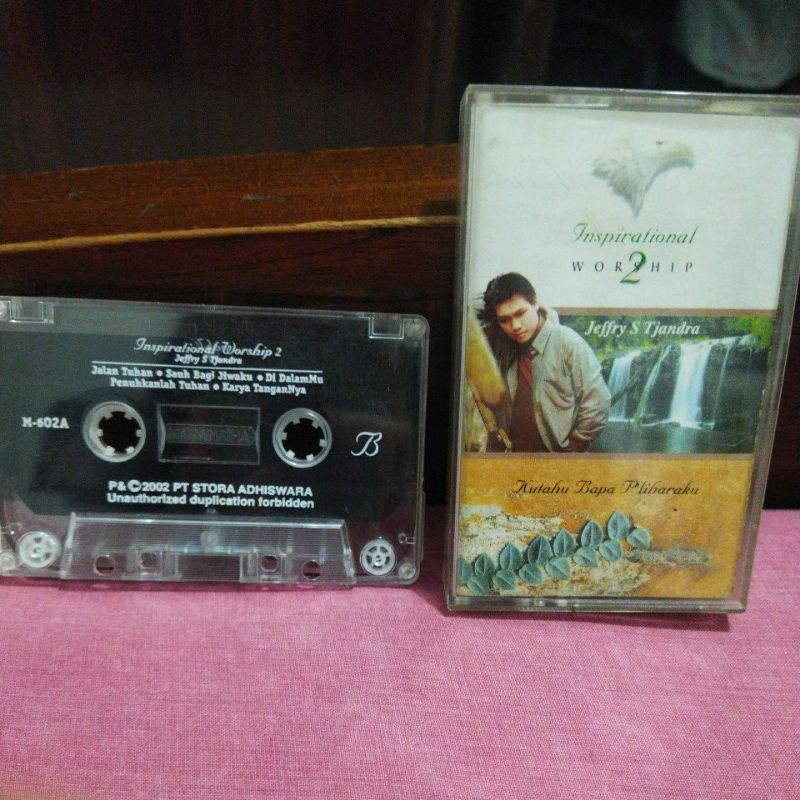 Inspirational Worship 2
Jeffry S Tjandra
Jalan Tuhan • Sauh Bagi Jiwaku • Di DalamMu
Penuhkanlah Tuhan • Karya TanganNya
M-602A
B
P&©2002 PT STORA ADHISWARA
Unauthorized duplication forbidden
Inspirational
WORSHIP
2
Jeffry S Tjandra
Kutahu Bapa P'liharaku